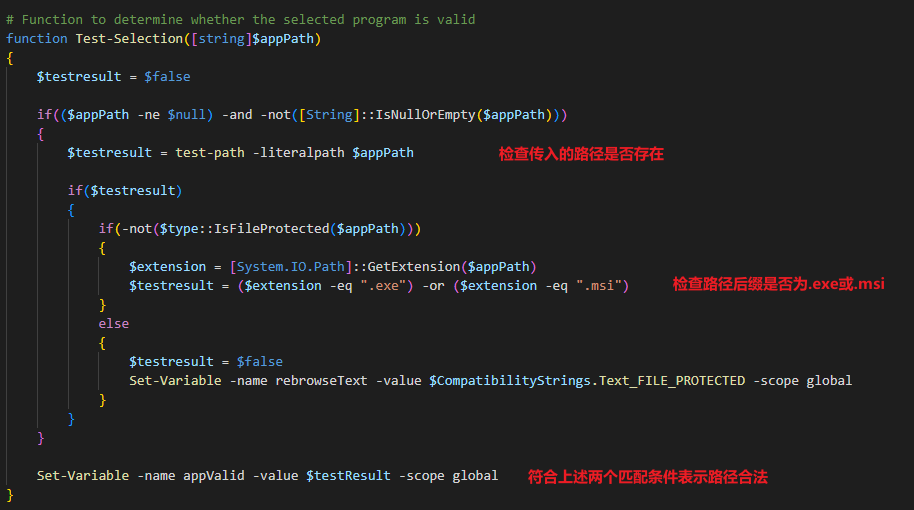 # Function to determine whether the selected program is valid
function Test-Selection([string]$appPath)
{
    $testresult = $false
    if(($appPath -ne $null) -and -not([String]::IsNullOrEmpty($appPath)))
    {
        $testresult = test-path -literalpath $appPath 检查传入的路径是否存在
        if($testresult)
        {
            if(-not($type::IsFileProtected($appPath)))
            {
                $extension = [System.IO.Path]::GetExtension($appPath)
                $testresult = ($extension -eq ".exe") -or ($extension -eq ".msi") 检查路径后缀是否为.exe或.msi
            }
            else
            {
                $testresult = $false
                Set-Variable -name rebrowseText -value $CompatibilityStrings.Text_FILE_PROTECTED -scope global
            }
        }
    }
    Set-Variable -name appValid -value $testResult -scope global 符合上述两个匹配条件表示路径合法
}